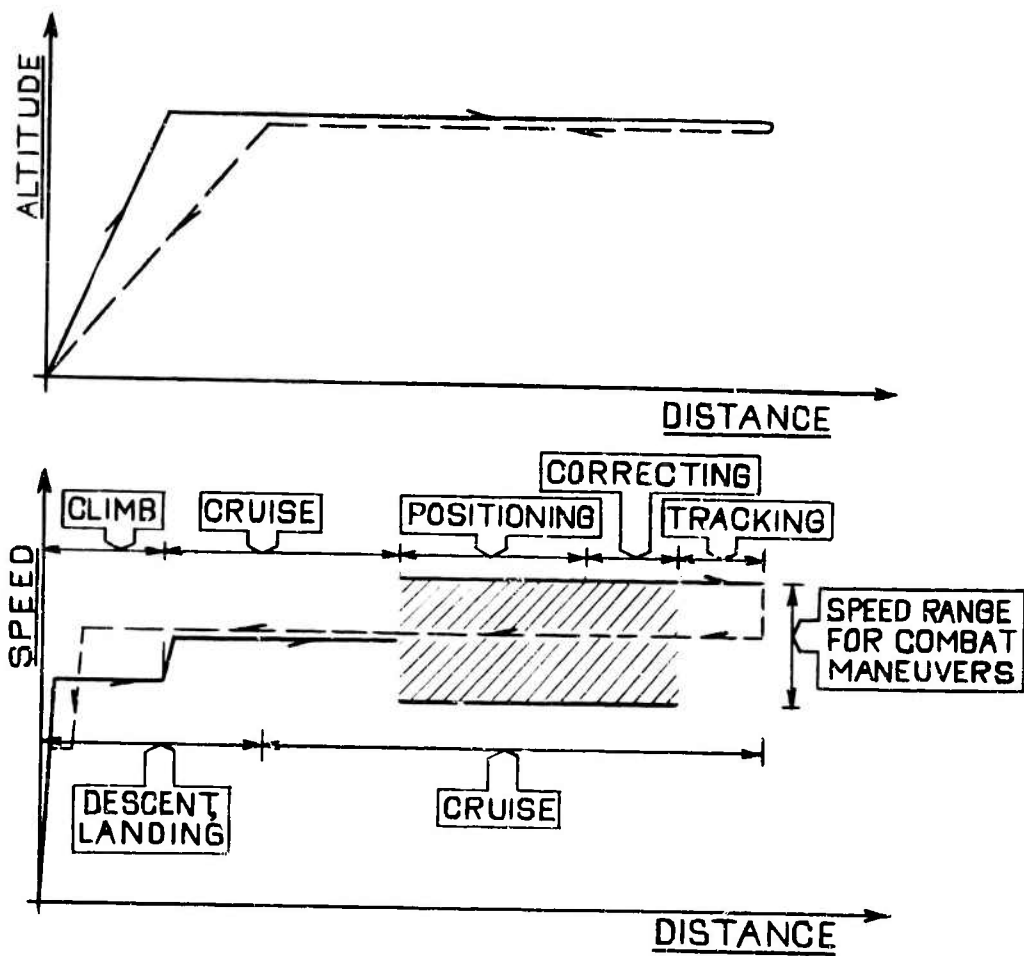 ALTITUDE
DISTANCE
CORRECTING
CLIMB
CRUISE
POSITIONING
TRACKING
SPEED
SPEED RANGE
FOR COMBAT
MANEUVERS
DESCENT,
LANDING
CRUISE
DISTANCE